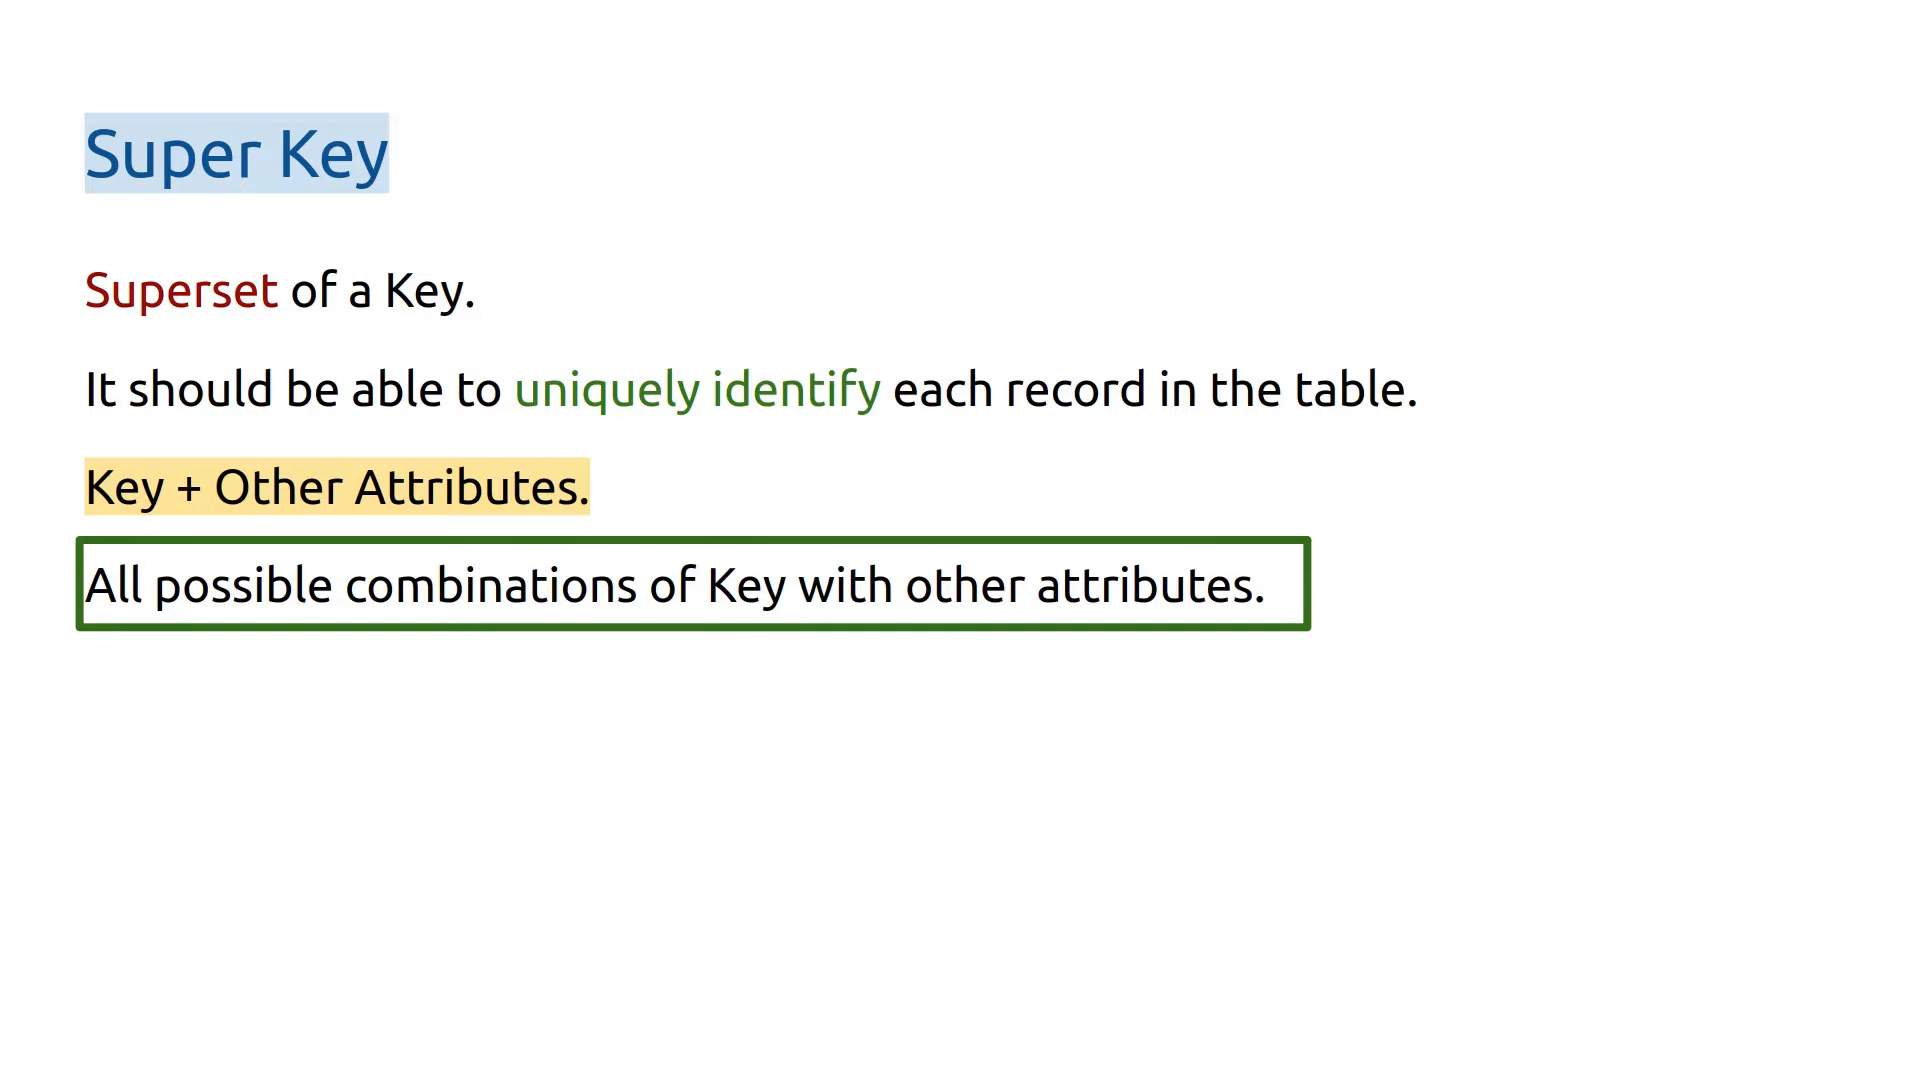 Super Key
Superset of a Key.
It should be able to uniquely identify each record in the table.
Key + Other Attributes.
All possible combinations of Key with other attributes.